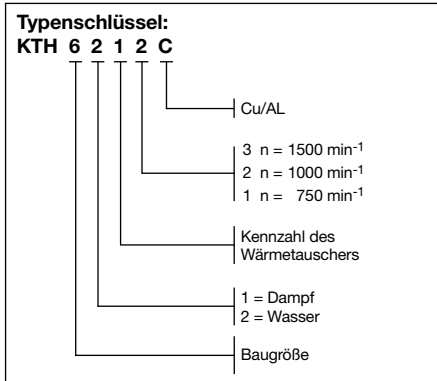 Typenschlüssel:
KTH 6 2 1 2 C
Cu/AL
3 n = 1500 min-1
2 n = 1000 min-1
1 n = 750 min-1
Kennzahl des
Wärmetauschers
1 = Dampf
2 = Wasser
Baugröße